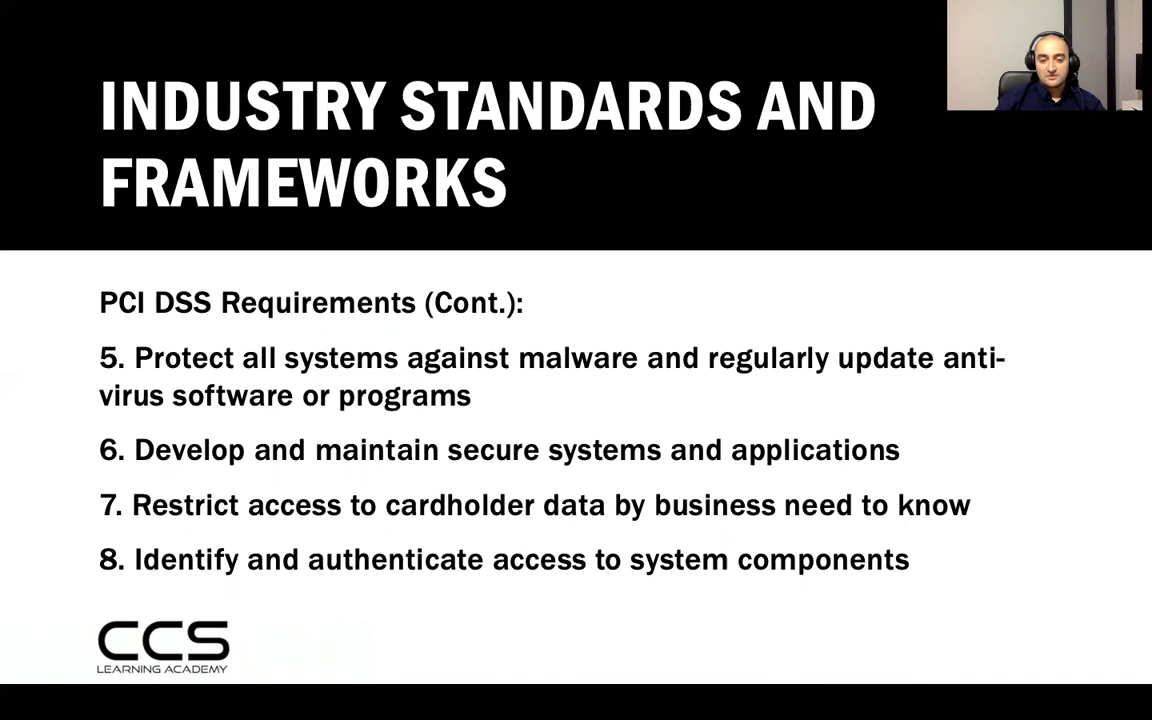 INDUSTRY STANDARDS AND
FRAMEWORKS
PCI DSS Requirements (Cont.):
5. Protect all systems against malware and regularly update anti-
virus software or programs
6. Develop and maintain secure systems and applications
7. Restrict access to cardholder data by business need to know
8. Identify and authenticate access to system components
CCS
LEARNING ACADEMY